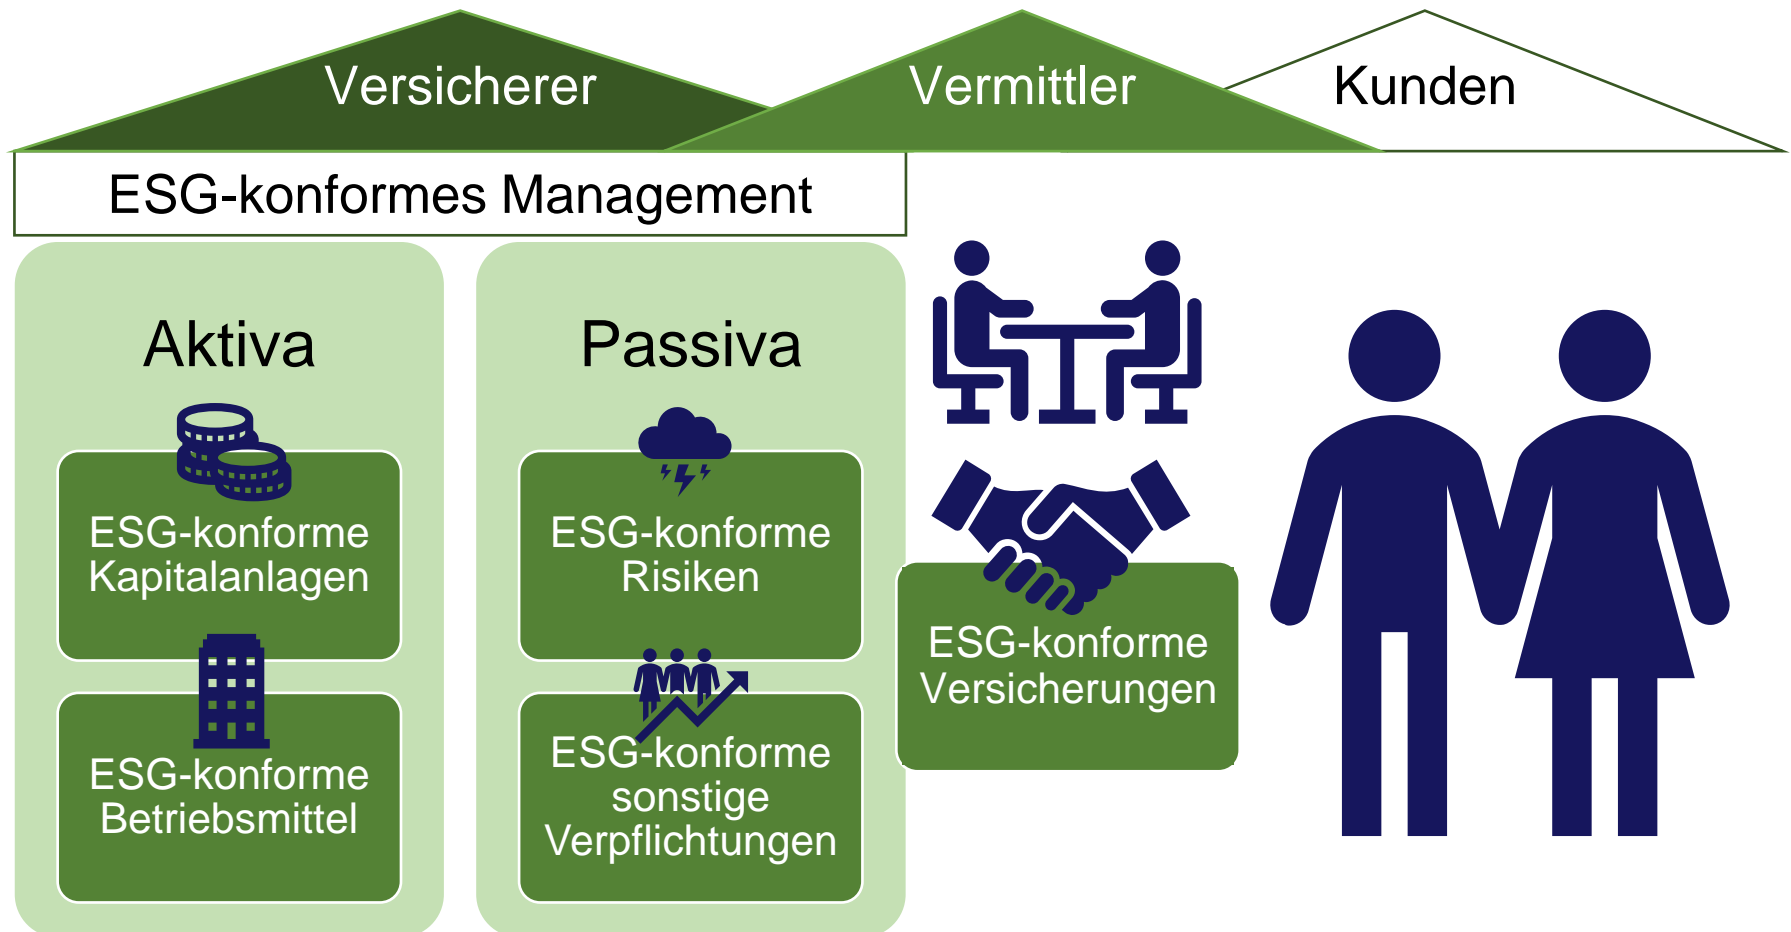 Versicherer
Vermittler
Kunden
ESG-konformes Management
Aktiva
ESG-konforme
Kapitalanlagen
ESG-konforme
Betriebsmittel
Passiva
ESG-konforme
Risiken
ESG-konforme
sonstige
Verpflichtungen
ESG-konforme
Versicherungen